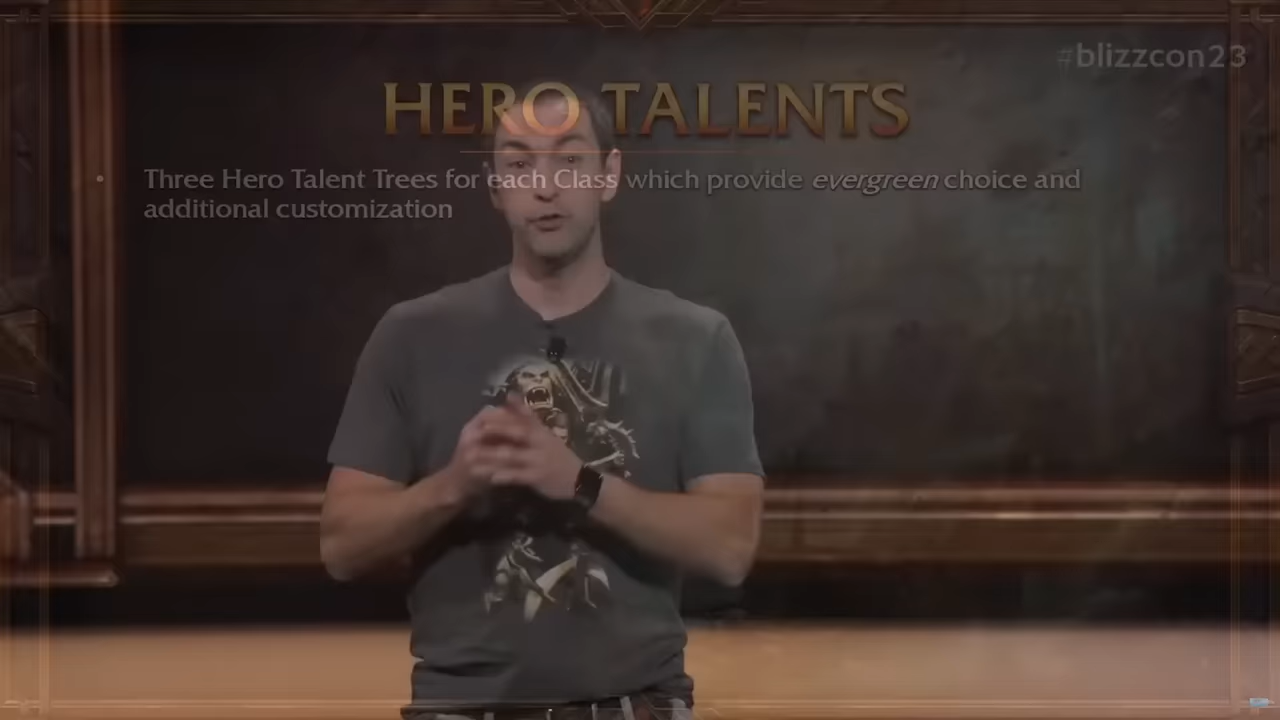 #blizzcon23
HERO TALENTS
• Three Hero Talent Trees for each Class which provide evergreen choice and
additional customization